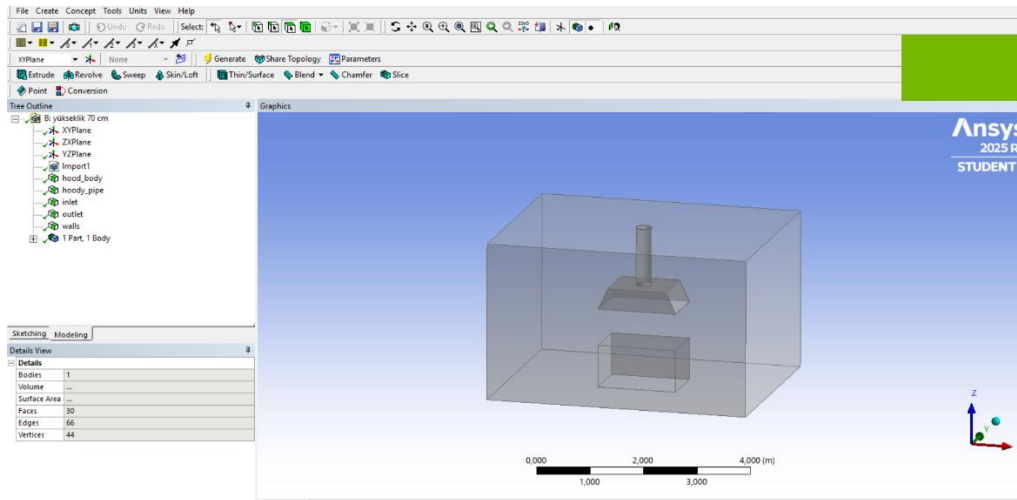 File Create Concept Tools Units View Help
Undo Redo Select:
XYPlane None Generate Share Topology Parameters
Extrude Revolve Sweep Skin/Loft Thin/Surface Blend Chamfer Slice
Point Conversion
Tree Outline
B: yükseklik 70 cm
XYPlane
ZXPlane
YZPlane
Import1
hood_body
hoody_pipe
inlet
outlet
walls
1 Part, 1 Body
Sketching Modeling
Details View
Details
Bodies 1
Volume ...
Surface Area ...
Faces 30
Edges 66
Vertices 44
Graphics
Ansys
2025 R
STUDENT
Z
Y
0,000 2,000 4,000 (m)
1,000 3,000